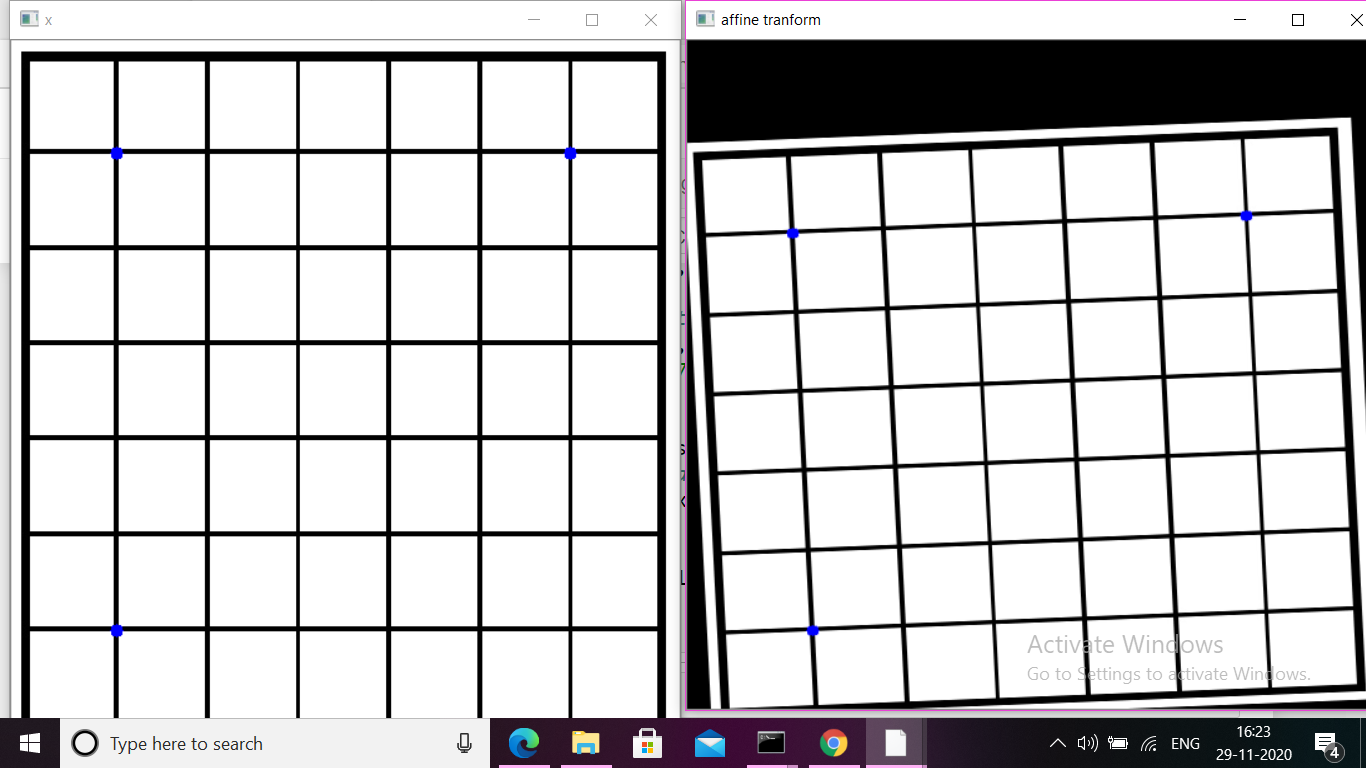 x
affine tranform
Activate Windows
Go to Settings to activate Windows.
Type here to search
ENG
16:23
29-11-2020
4